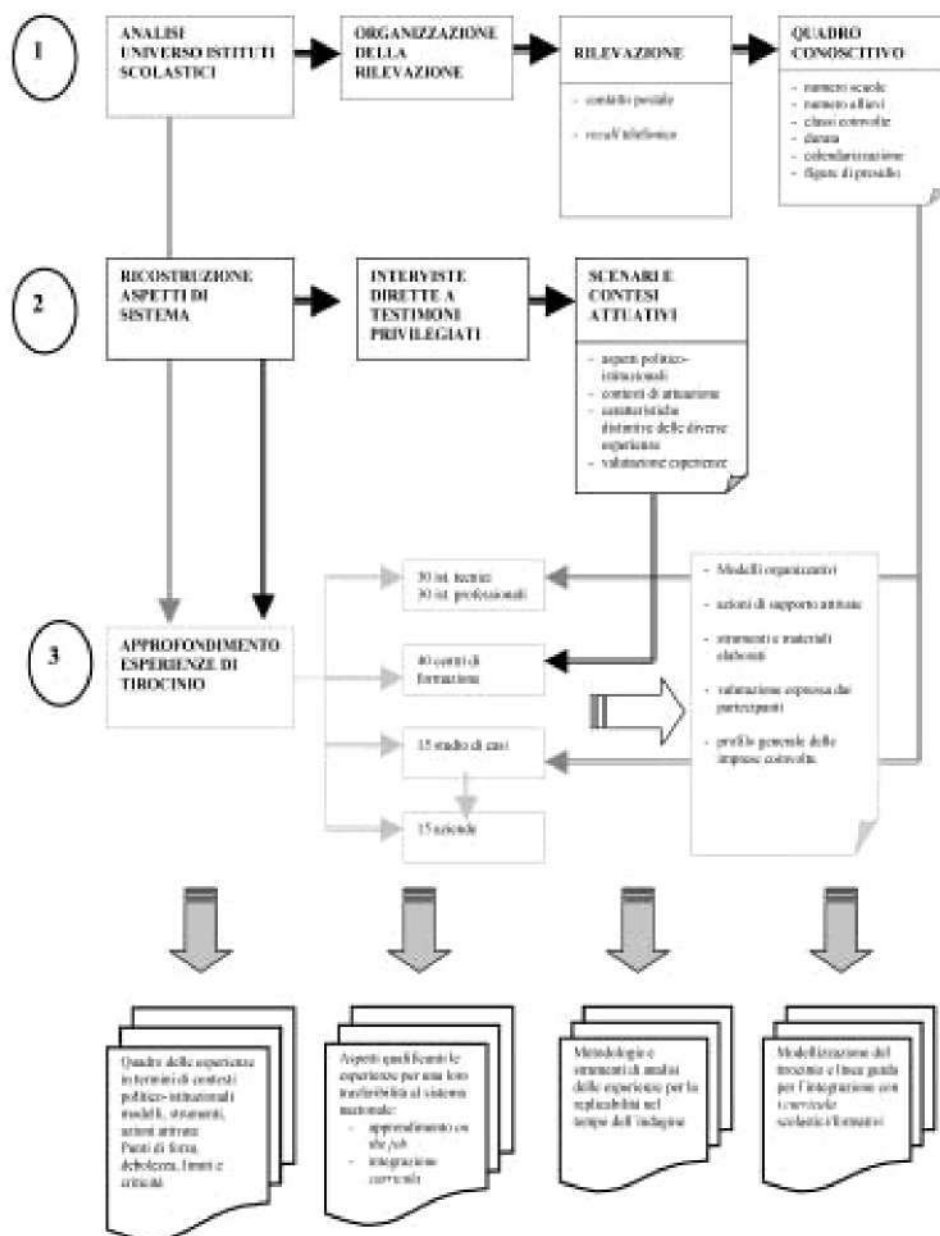 1
ANALISI
UNIVERSO ISTITUTI
SCOLASTICI
ORGANIZZAZIONE
DELLA
RILEVAZIONE
RILEVAZIONE
- contatto postale
- recall telefonico
QUADRO
CONOSCITIVO
- numero scuole
- numero allievi
- classi coinvolte
- durata
- calendarizzazione
- figure di presidio
2
RICOSTRUZIONE
ASPETTI DI
SISTEMA
INTERVISTE
DIRETTE A
TESTIMONI
PRIVILEGIATI
SCENARI E
CONTESI
ATTUATIVI
- aspetti politico-
istituzionali
- contesti di attuazione
- caratteristiche
distintive delle diverse
esperienze
- valutazione esperienze
3
APPROFONDIMENTO
ESPERIENZE DI
TIROCINIO
30 ist. tecnici
30 ist. professionali
40 centri di
formazione
15 studio di casi
15 aziende
- Modelli organizzativi
- azioni di supporto attivate
- strumenti e materiali
elaborati
- valutazione espressa dai
partecipanti
- profilo generale delle
imprese coinvolte
Quadro delle esperienze
in termini di contesti
politico-istituzionali
modelli, strumenti,
azioni attivate
Punti di forza,
debolezza, limiti e
criticità
Aspetti qualificanti le
esperienze per una loro
trasferibilità al sistema
nazionale:
- apprendimento on
the job
- integrazione
curricula
Metodologie e
strumenti di analisi
delle esperienze per la
replicabilità nel
tempo dell'indagine
Modellizzazione del
tirocinio e linea guida
per l'integrazione con
i curricula
scolastici/formativi